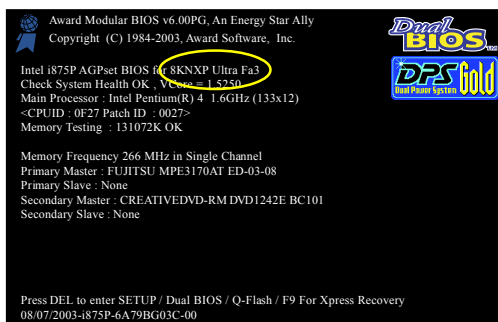 Award Modular BIOS v6.00PG, An Energy Star Ally
Copyright (C) 1984-2003, Award Software, Inc.
Dual
BIOS
Intel i875P AGPset BIOS for 8KNXP Ultra Fa3
Check System Health OK , VCore = 1.5250
Main Processor : Intel Pentium(R) 4 1.6GHz (133x12)
<CPUID : 0F27 Patch ID : 0027>
Memory Testing : 131072K OK
DPS Gold
Dual Power System
Memory Frequency 266 MHz in Single Channel
Primary Master : FUJITSU MPE3170AT ED-03-08
Primary Slave : None
Secondary Master : CREATIVEDVD-RM DVD1242E BC101
Secondary Slave : None
Press DEL to enter SETUP / Dual BIOS / Q-Flash / F9 For Xpress Recovery
08/07/2003-i875P-6A79BG03C-00